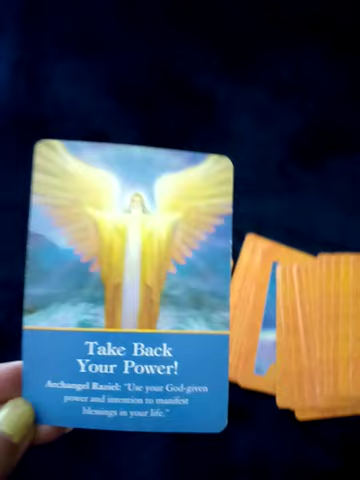 Take Back
Your Power!
Archangel Raziel: "Use your God-given
power and intention to manifest
blessings in your life."